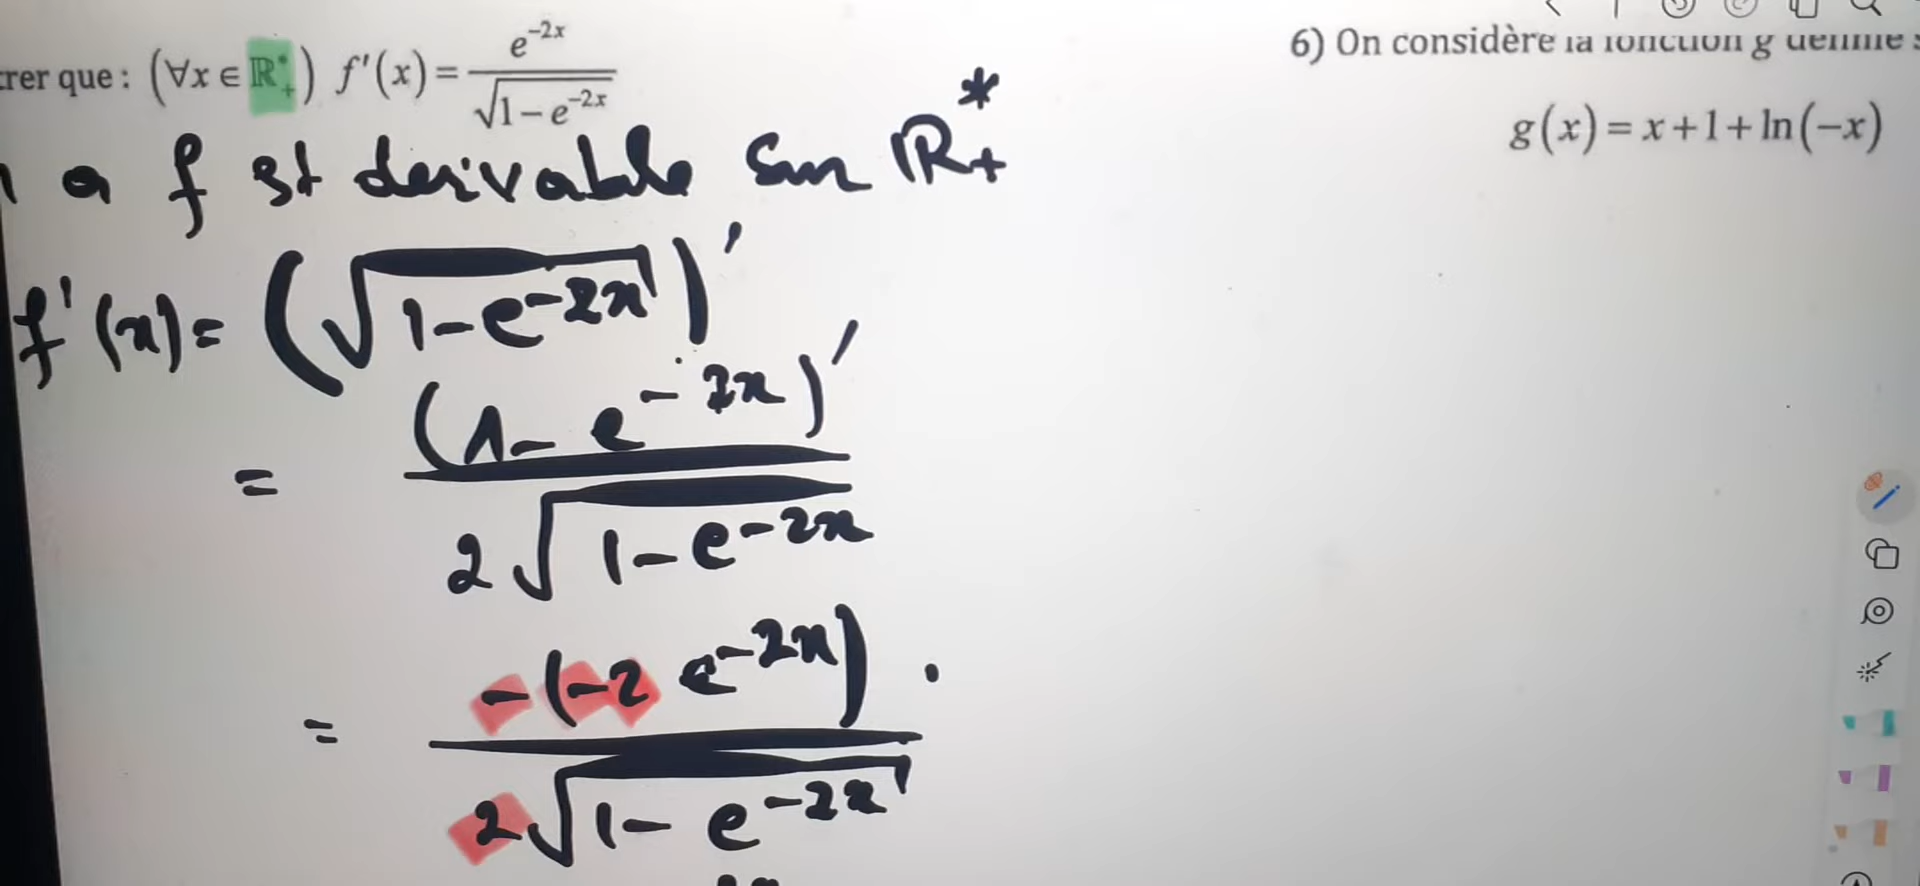 rer que : (∀x ∈ ℝ*₊) f'(x) = e^{-2x} / √(1 - e^{-2x})
a f est derivable sur ℝ*₊
f'(x) = (√(1 - e^{-2x}))'
= (1 - e^{-2x})' / 2√(1 - e^{-2x})
= -(-2 e^{-2x}) . / 2√(1 - e^{-2x})
6) On considère la fonction g définie
g(x) = x + 1 + ln(-x)